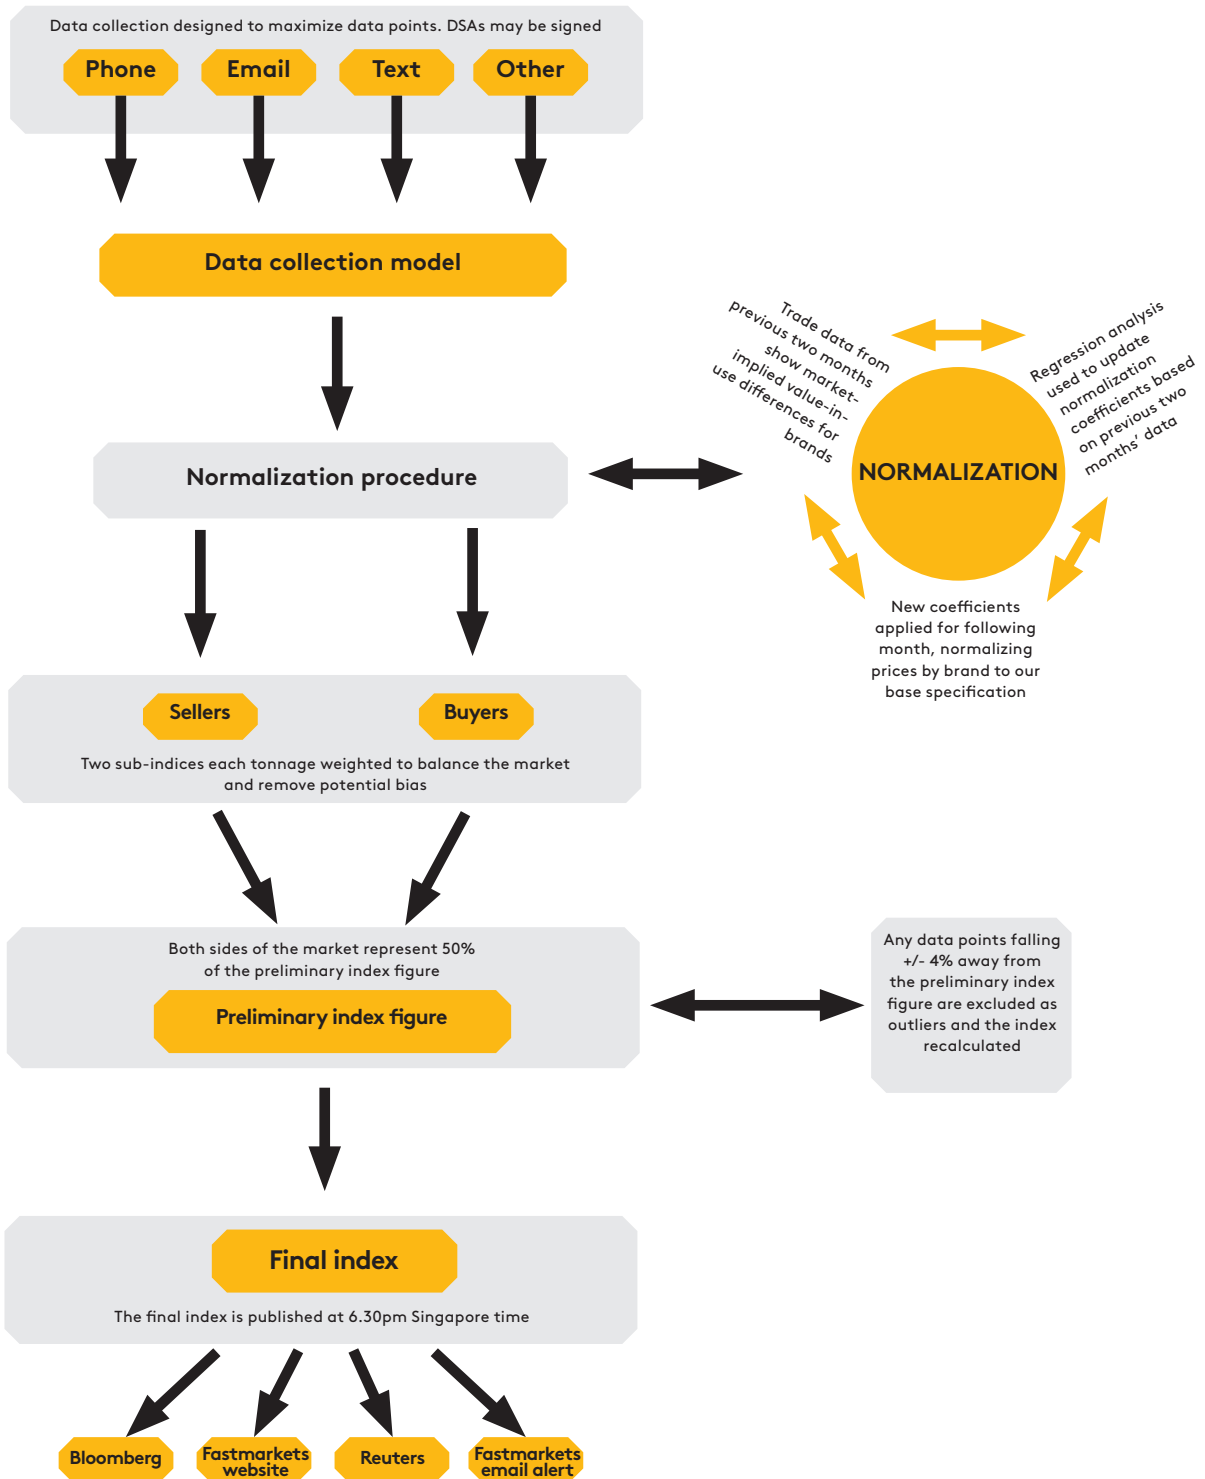 Data collection designed to maximize data points. DSAs may be signed
Phone
Email
Text
Other
Data collection model
Normalization procedure
Trade data from
previous two months
show market-
implied value-in-
use differences for
brands
Regression analysis
used to update
normalization
coefficients based
on previous two
months' data
NORMALIZATION
New coefficients
applied for following
month, normalizing
prices by brand to our
base specification
Sellers
Buyers
Two sub-indices each tonnage weighted to balance the market
and remove potential bias
Both sides of the market represent 50%
of the preliminary index figure
Preliminary index figure
Any data points falling
+/- 4% away from
the preliminary index
figure are excluded as
outliers and the index
recalculated
Final index
The final index is published at 6.30pm Singapore time
Bloomberg
Fastmarkets
website
Reuters
Fastmarkets
email alert